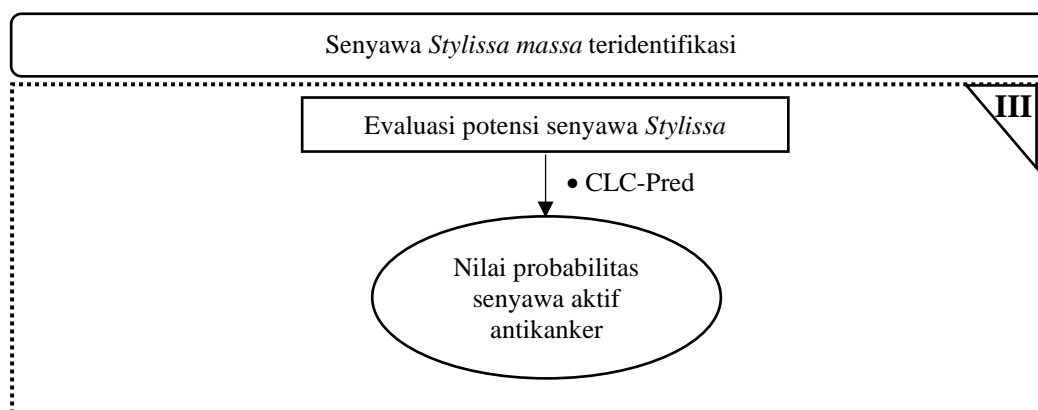 Senyawa Stylissa massa teridentifikasi
III
Evaluasi potensi senyawa Stylissa
• CLC-Pred
Nilai probabilitas
senyawa aktif
antikanker